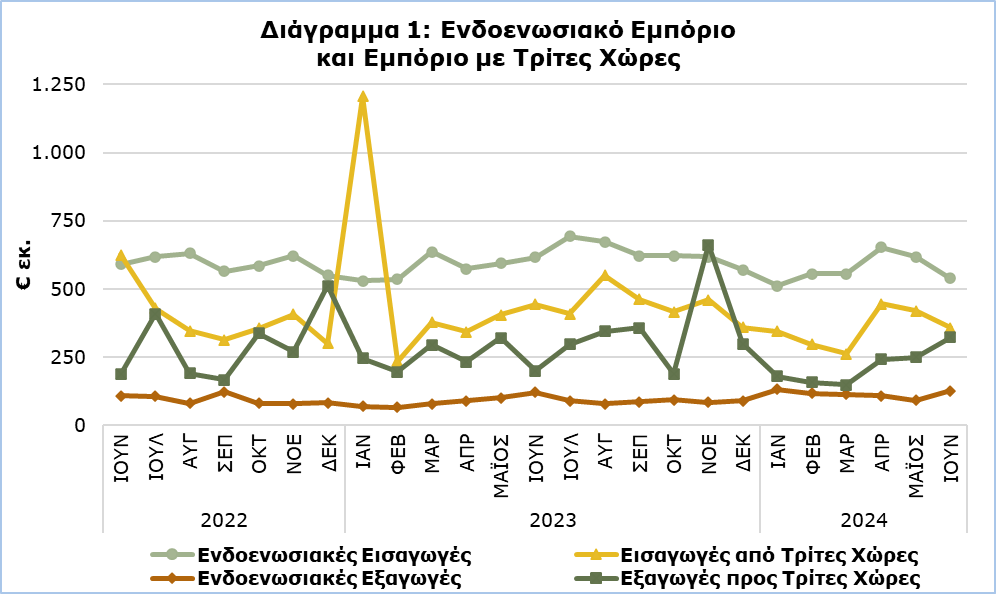 Διάγραμμα 1: Ενδοενωσιακό Εμπόριο
και Εμπόριο με Τρίτες Χώρες
€ εκ.
1.250
1.000
750
500
250
0
ΙΟΥΝ ΙΟΥΛ ΑΥΓ ΣΕΠ ΟΚΤ ΝΟΕ ΔΕΚ ΙΑΝ ΦΕΒ ΜΑΡ ΑΠΡ ΜΑΪΟΣ ΙΟΥΝ ΙΟΥΛ ΑΥΓ ΣΕΠ ΟΚΤ ΝΟΕ ΔΕΚ ΙΑΝ ΦΕΒ ΜΑΡ ΑΠΡ ΜΑΪΟΣ ΙΟΥΝ
2022 2023 2024
Ενδοενωσιακές Εισαγωγές Εισαγωγές από Τρίτες Χώρες
Ενδοενωσιακές Εξαγωγές Εξαγωγές προς Τρίτες Χώρες